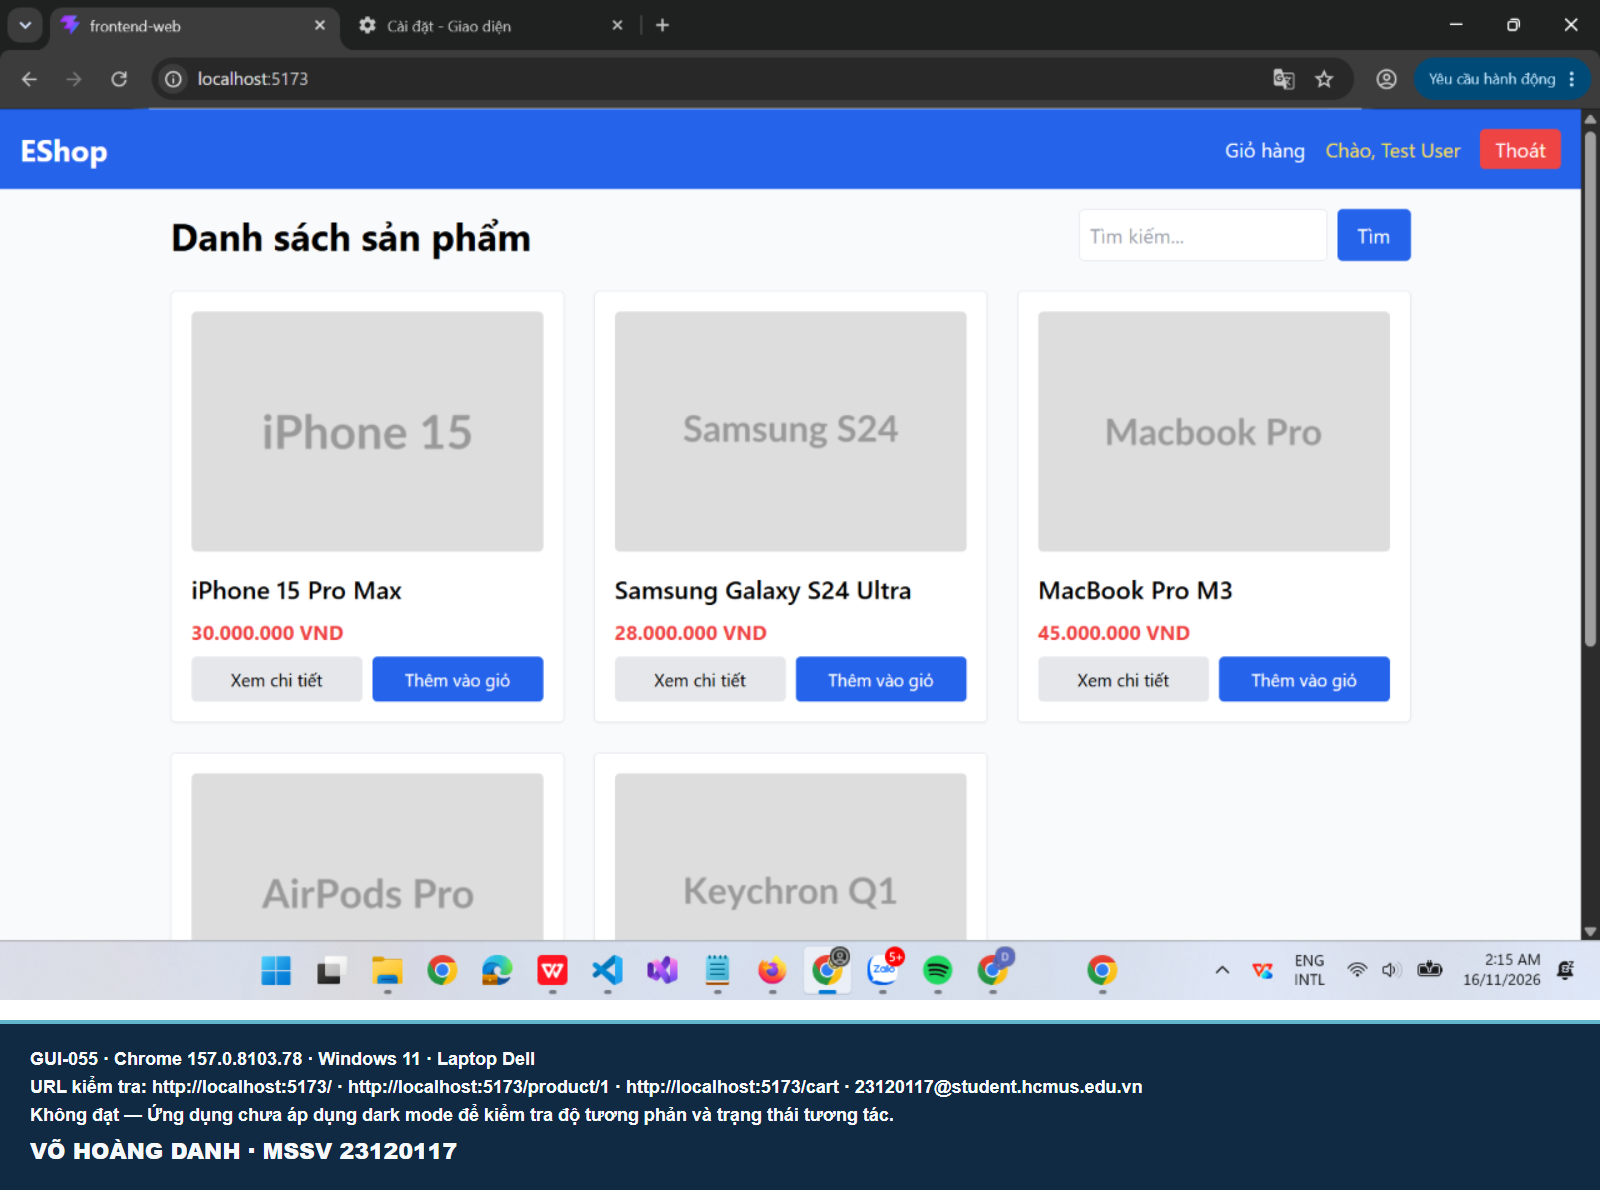 frontend-web
Cài đặt - Giao diện
localhost:5173
Yêu cầu hành động
EShop
Giỏ hàng
Chào, Test User
Thoát
Danh sách sản phẩm
Tìm kiếm...
Tìm
iPhone 15
Samsung S24
Macbook Pro
iPhone 15 Pro Max
Samsung Galaxy S24 Ultra
MacBook Pro M3
30.000.000 VND
28.000.000 VND
45.000.000 VND
Xem chi tiết
Thêm vào giỏ
Xem chi tiết
Thêm vào giỏ
Xem chi tiết
Thêm vào giỏ
AirPods Pro
Keychron Q1
5+
Zalo
D
ENG
INTL
2:15 AM
16/11/2026
GUI-055 · Chrome 157.0.8103.78 · Windows 11 · Laptop Dell
URL kiểm tra: http://localhost:5173/ · http://localhost:5173/product/1 · http://localhost:5173/cart · 23120117@student.hcmus.edu.vn
Không đạt — Ứng dụng chưa áp dụng dark mode để kiểm tra độ tương phản và trạng thái tương tác.
VÕ HOÀNG DANH · MSSV 23120117